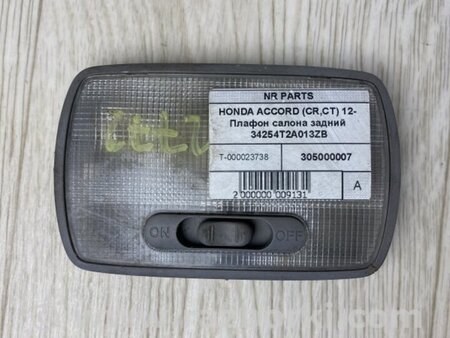 NR PARTS
HONDA ACCORD (CR,CT) 12-
Плафон салона задний
34254T2A013ZB
T-000023738
305000007
2 000000 009131
A
ON
OFF